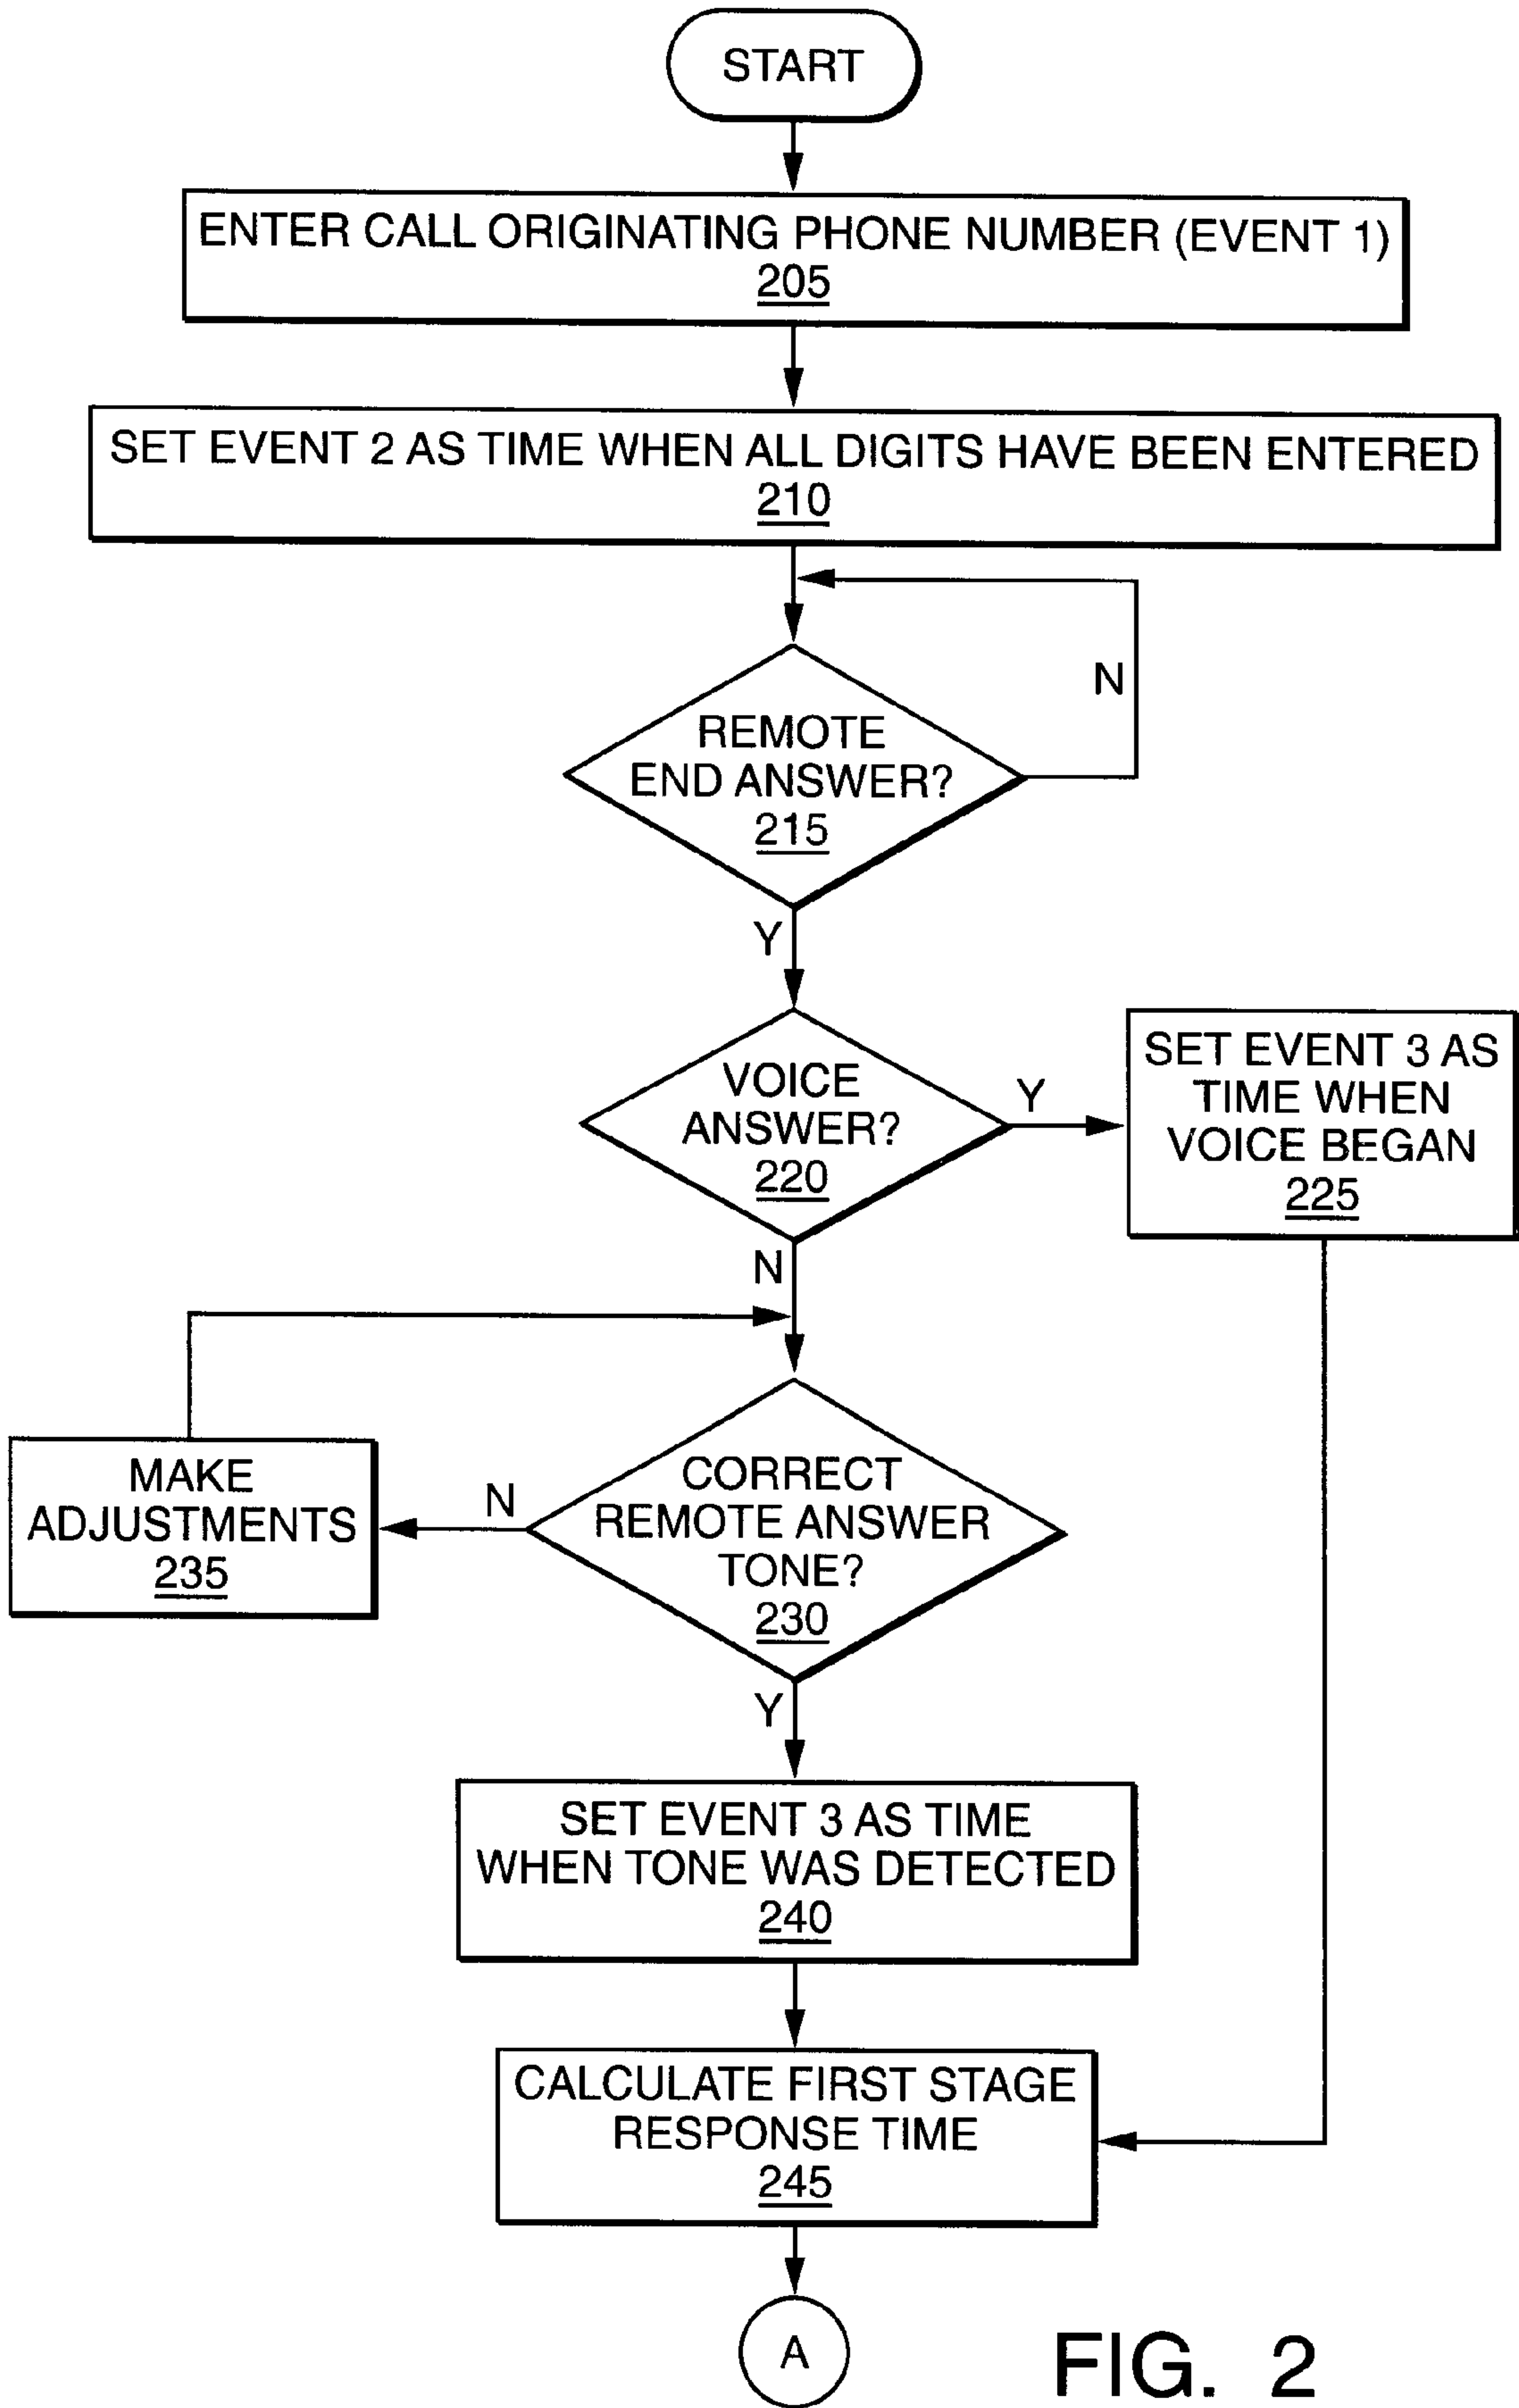 START
ENTER CALL ORIGINATING PHONE NUMBER (EVENT 1)
205
SET EVENT 2 AS TIME WHEN ALL DIGITS HAVE BEEN ENTERED
210
N
REMOTE
END ANSWER?
215
Y
VOICE
ANSWER?
220
Y
SET EVENT 3 AS
TIME WHEN
VOICE BEGAN
225
N
CORRECT
REMOTE ANSWER
TONE?
230
N
MAKE
ADJUSTMENTS
235
Y
SET EVENT 3 AS TIME
WHEN TONE WAS DETECTED
240
CALCULATE FIRST STAGE
RESPONSE TIME
245
A
FIG. 2